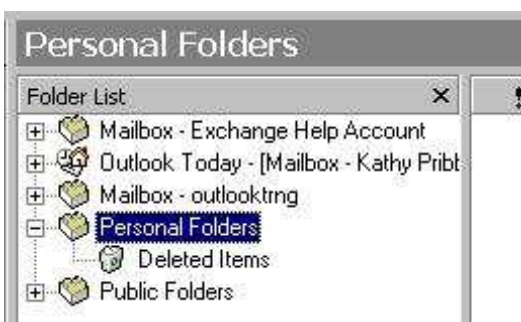 Personal Folders
Folder List
Mailbox - Exchange Help Account
Outlook Today - [Mailbox - Kathy Pribb
Mailbox - outlooktrng
Personal Folders
Deleted Items
Public Folders